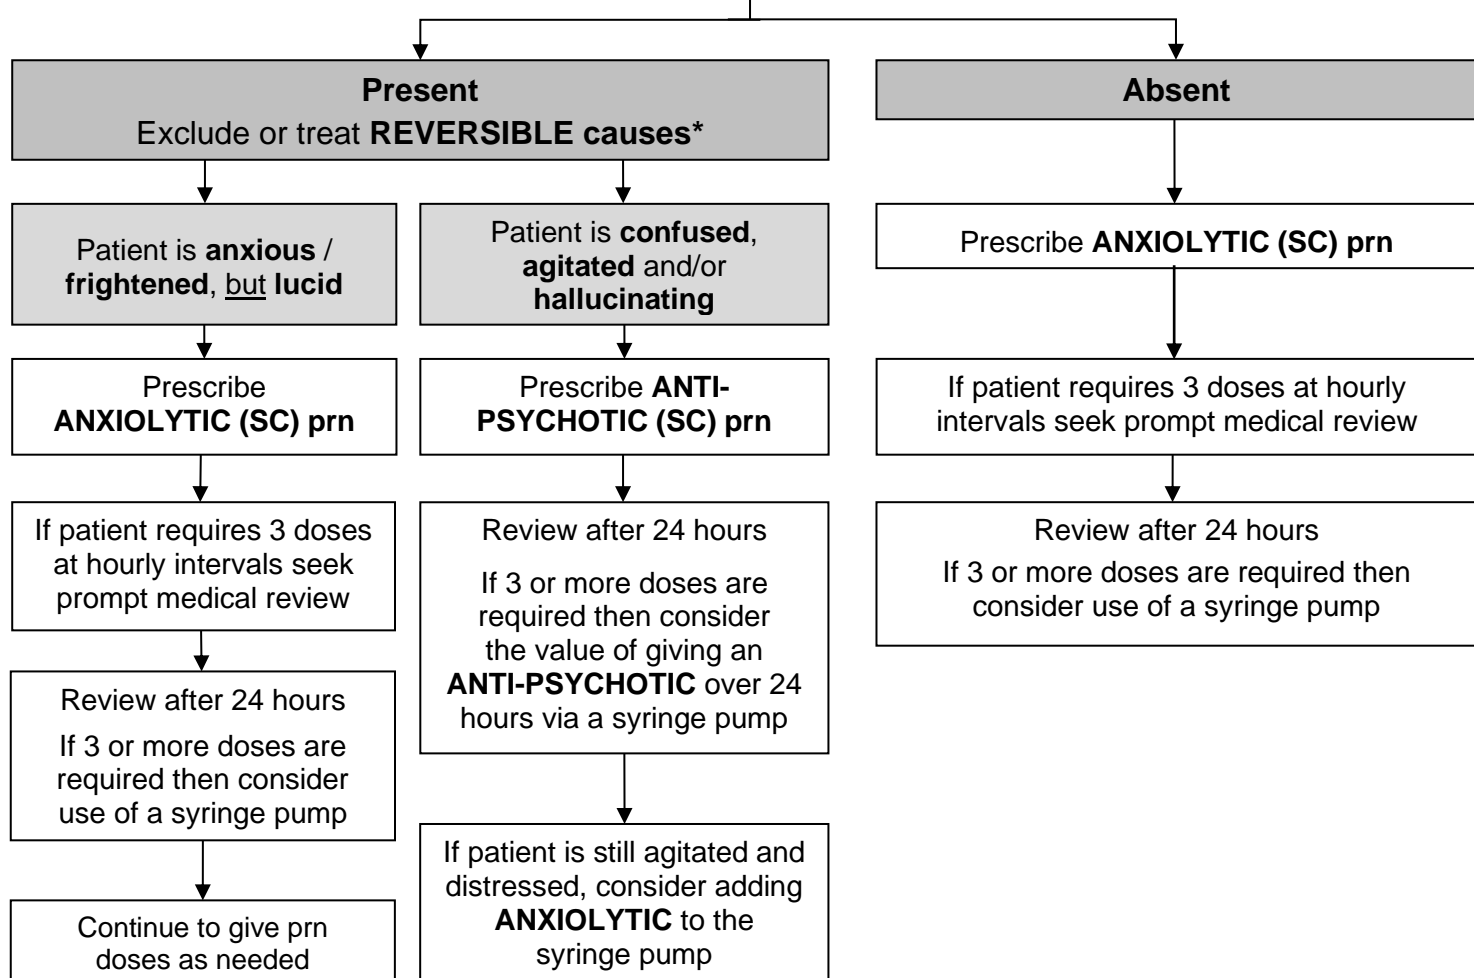 Present
Exclude or treat REVERSIBLE causes*
Absent
Patient is anxious /
frightened, but lucid
Patient is confused,
agitated and/or
hallucinating
Prescribe ANXIOLYTIC (SC) prn
Prescribe
ANXIOLYTIC (SC) prn
Prescribe ANTI-
PSYCHOTIC (SC) prn
If patient requires 3 doses at hourly
intervals seek prompt medical review
If patient requires 3 doses
at hourly intervals seek
prompt medical review
Review after 24 hours
If 3 or more doses are
required then consider
the value of giving an
ANTI-PSYCHOTIC over 24
hours via a syringe pump
Review after 24 hours
If 3 or more doses are required then
consider use of a syringe pump
Review after 24 hours
If 3 or more doses are
required then consider
use of a syringe pump
If patient is still agitated and
distressed, consider adding
ANXIOLYTIC to the
syringe pump
Continue to give prn
doses as needed